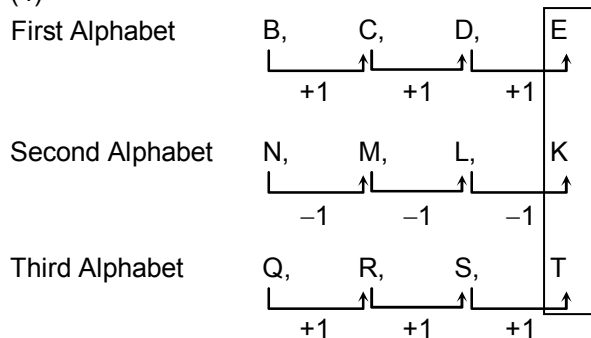 First Alphabet B, C, D, E
+1 +1 +1
Second Alphabet N, M, L, K
−1 −1 −1
Third Alphabet Q, R, S, T
+1 +1 +1